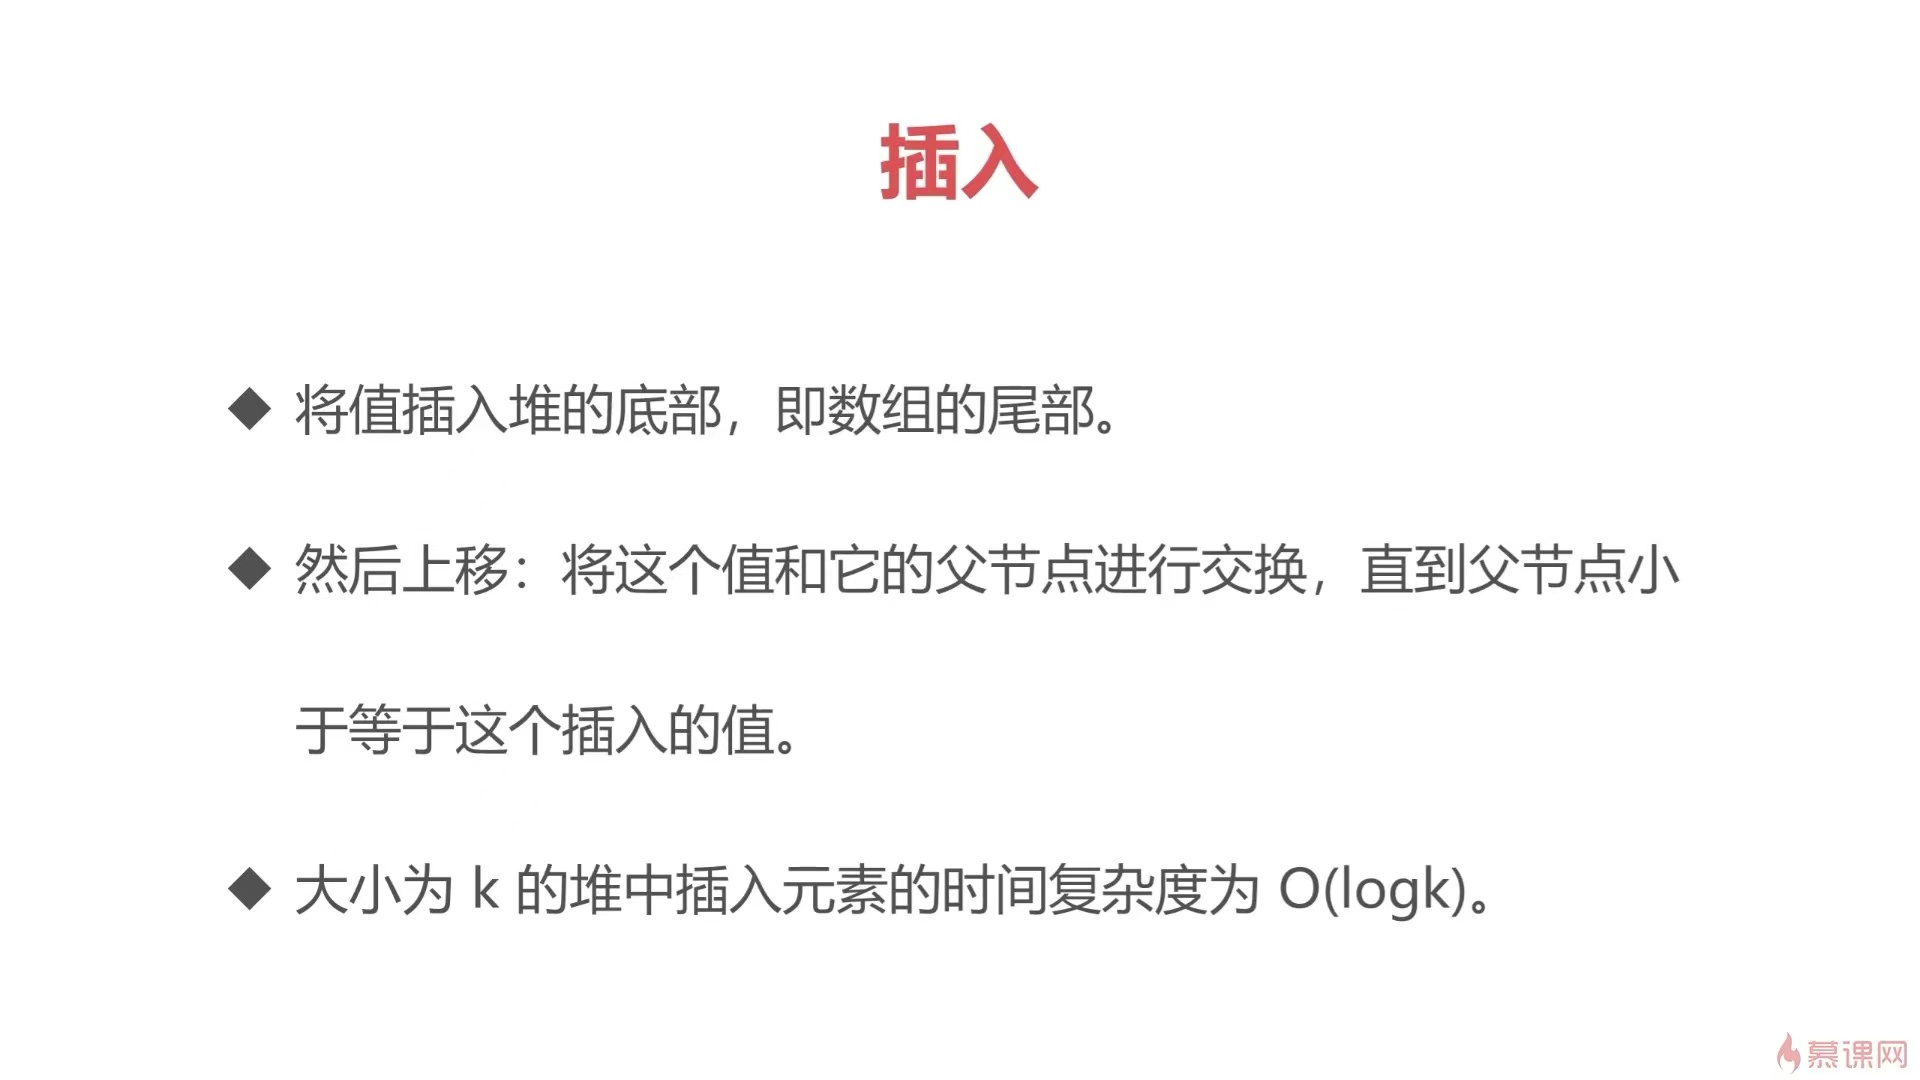 插入
◆ 将值插入堆的底部，即数组的尾部。
◆ 然后上移：将这个值和它的父节点进行交换，直到父节点小
于等于这个插入的值。
◆ 大小为 k 的堆中插入元素的时间复杂度为 O(logk)。
慕课网